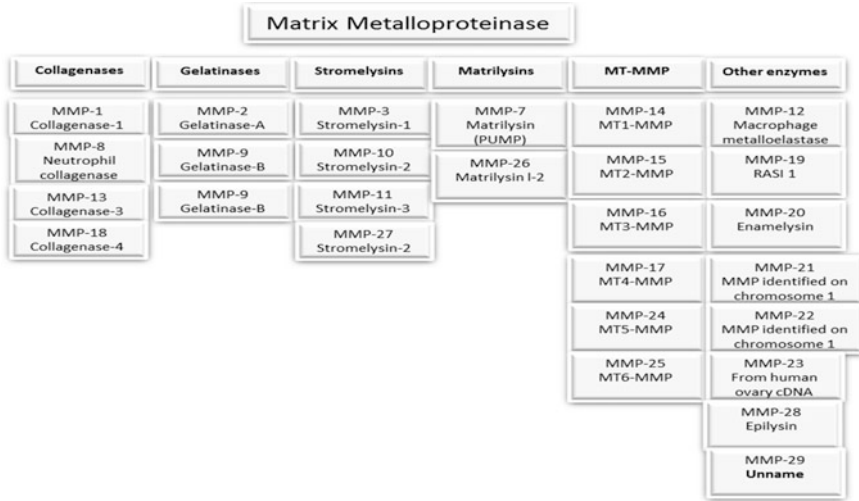 Matrix Metalloproteinase
Collagenases
MMP-1
Collagenase-1
MMP-8
Neutrophil
collagenase
MMP-13
Collagenase-3
MMP-18
Collagenase-4
Gelatinases
MMP-2
Gelatinase-A
MMP-9
Gelatinase-B
MMP-9
Gelatinase-B
Stromelysins
MMP-3
Stromelysin-1
MMP-10
Stromelysin-2
MMP-11
Stromelysin-3
MMP-27
Stromelysin-2
Matrilysins
MMP-7
Matrilysin
(PUMP)
MMP-26
Matrilysin I-2
MT-MMP
MMP-14
MT1-MMP
MMP-15
MT2-MMP
MMP-16
MT3-MMP
MMP-17
MT4-MMP
MMP-24
MT5-MMP
MMP-25
MT6-MMP
Other enzymes
MMP-12
Macrophage
metalloelastase
MMP-19
RASI 1
MMP-20
Enamelysin
MMP-21
MMP identified on
chromosome 1
MMP-22
MMP identified on
chromosome 1
MMP-23
From human
ovary cDNA
MMP-28
Epilysin
MMP-29
Unname